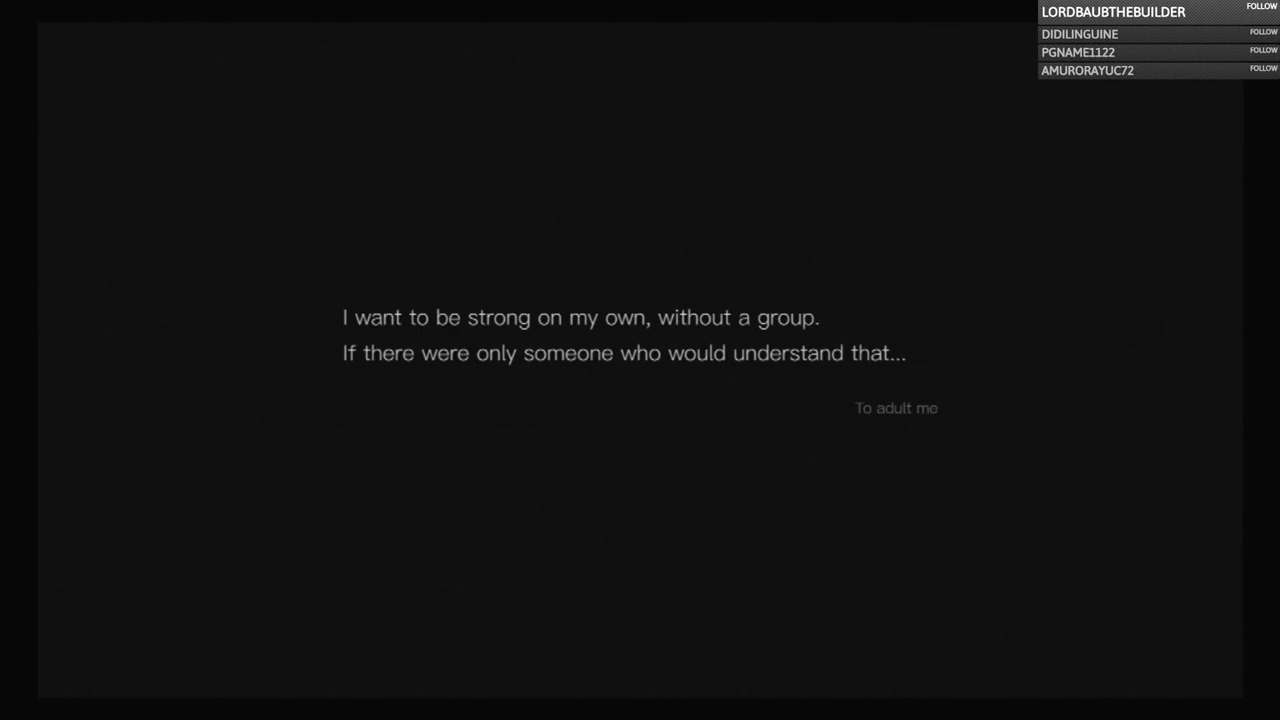 LORDBAUBTHEBUILDER FOLLOW
DIDILINGUINE FOLLOW
PGNAME1122 FOLLOW
AMURORAYUC72 FOLLOW
I want to be strong on my own, without a group.
If there were only someone who would understand that...
To adult me